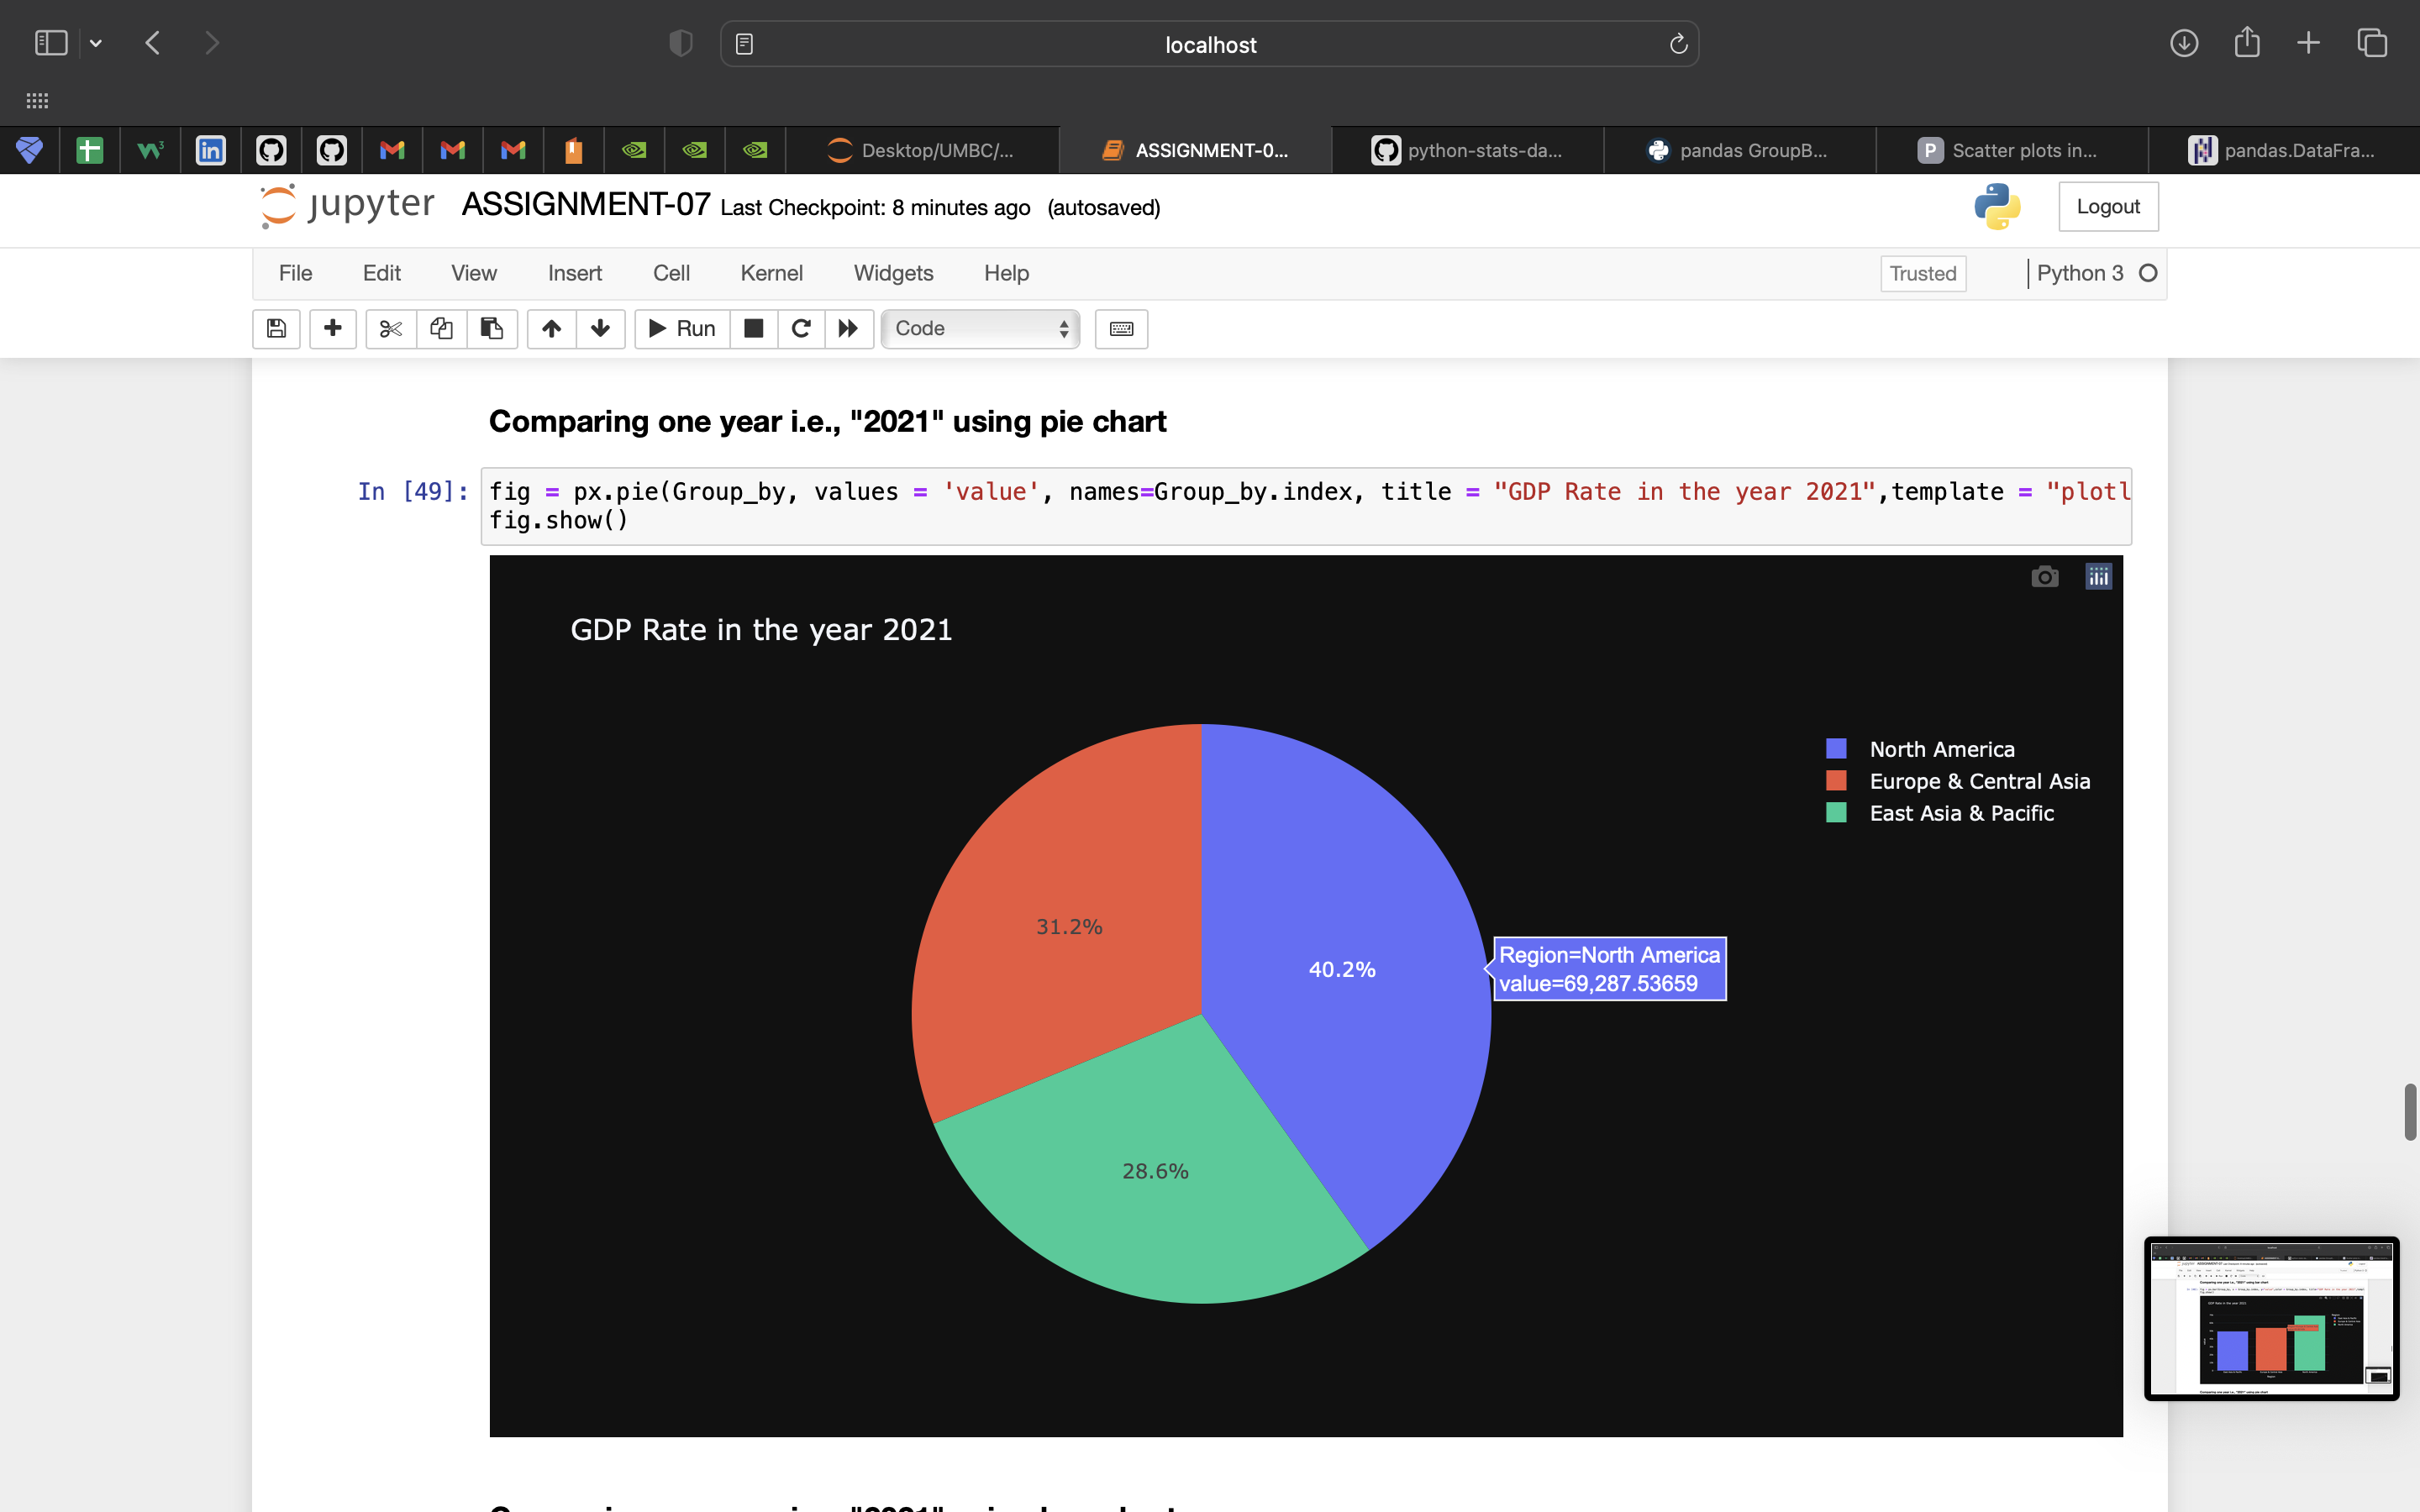 localhost
Desktop/UMBC/...
ASSIGNMENT-0...
python-stats-da...
pandas GroupB...
P Scatter plots in...
pandas.DataFra...
jupyter ASSIGNMENT-07 Last Checkpoint: 8 minutes ago (autosaved)
Logout
File Edit View Insert Cell Kernel Widgets Help
Trusted
Python 3
Run
Code
Comparing one year i.e., "2021" using pie chart
In [49]: fig = px.pie(Group_by, values = 'value', names=Group_by.index, title = "GDP Rate in the year 2021",template = "plotl
fig.show()
GDP Rate in the year 2021
North America
Europe & Central Asia
East Asia & Pacific
31.2%
Region=North America
value=69,287.53659
40.2%
28.6%